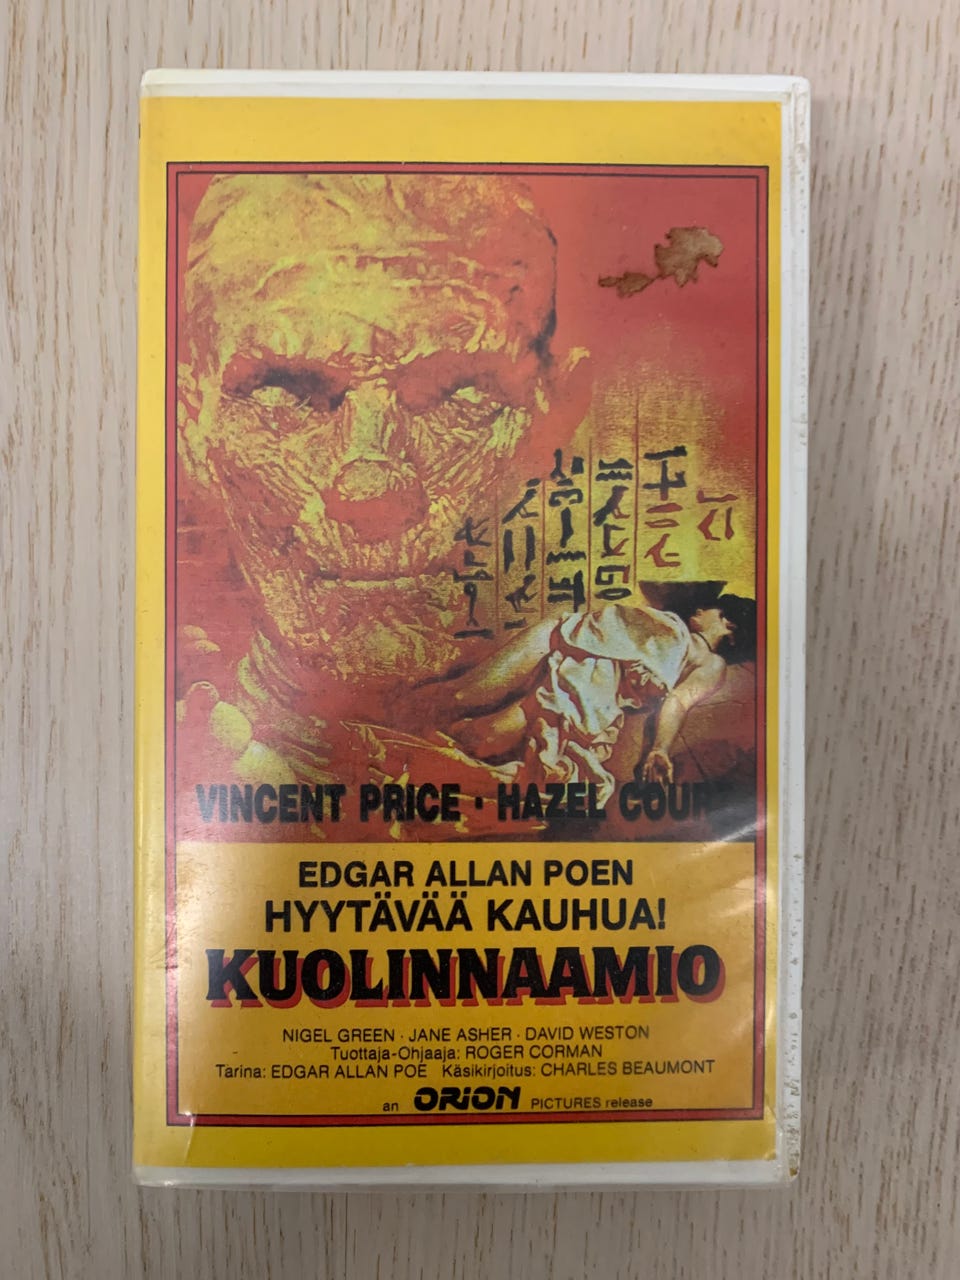 VINCENT PRICE · HAZEL COURT
EDGAR ALLAN POEN
HYYTÄVÄÄ KAUHUA!
KUOLINNAAMIO
NIGEL GREEN · JANE ASHER · DAVID WESTON
Tuottaja-Ohjaaja: ROGER CORMAN
Tarina: EDGAR ALLAN POE Käsikirjoitus: CHARLES BEAUMONT
an ORION PICTURES release